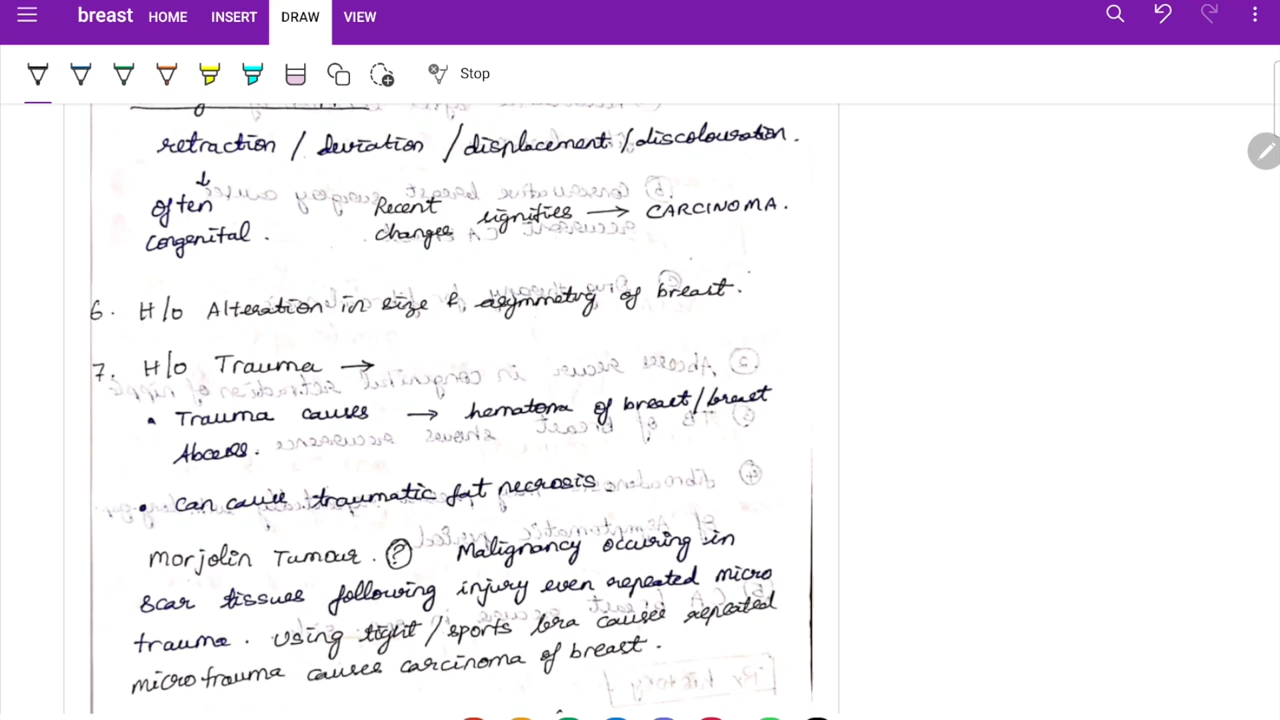 breast HOME INSERT DRAW VIEW
Stop
retraction / deviation / displacement / discolouration.
↓
often Recent signifies → CARCINOMA.
congenital. changes
6. H/o Alteration in size & asymmetry of breast.
7. H/o Trauma →
• Trauma causes → hematoma of breast/breast
Abcess.
• Can cause traumatic fat necrosis.
Morjolin Tumour. ? Malignancy occuring in
scar tissues following injury even repeated micro
trauma. Using tight/sports bra causes repeated
microtrauma causes carcinoma of breast.